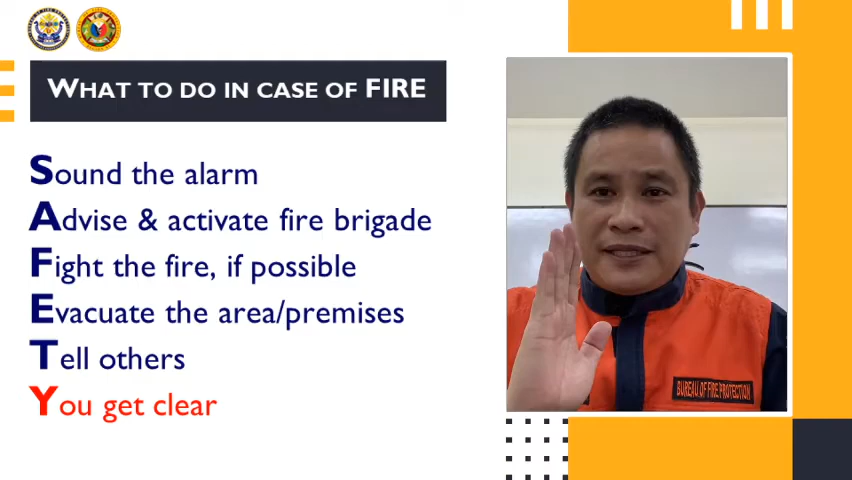 WHAT TO DO IN CASE OF FIRE
Sound the alarm
Advise & activate fire brigade
Fight the fire, if possible
Evacuate the area/premises
Tell others
You get clear
BUREAU OF FIRE PROTECTION